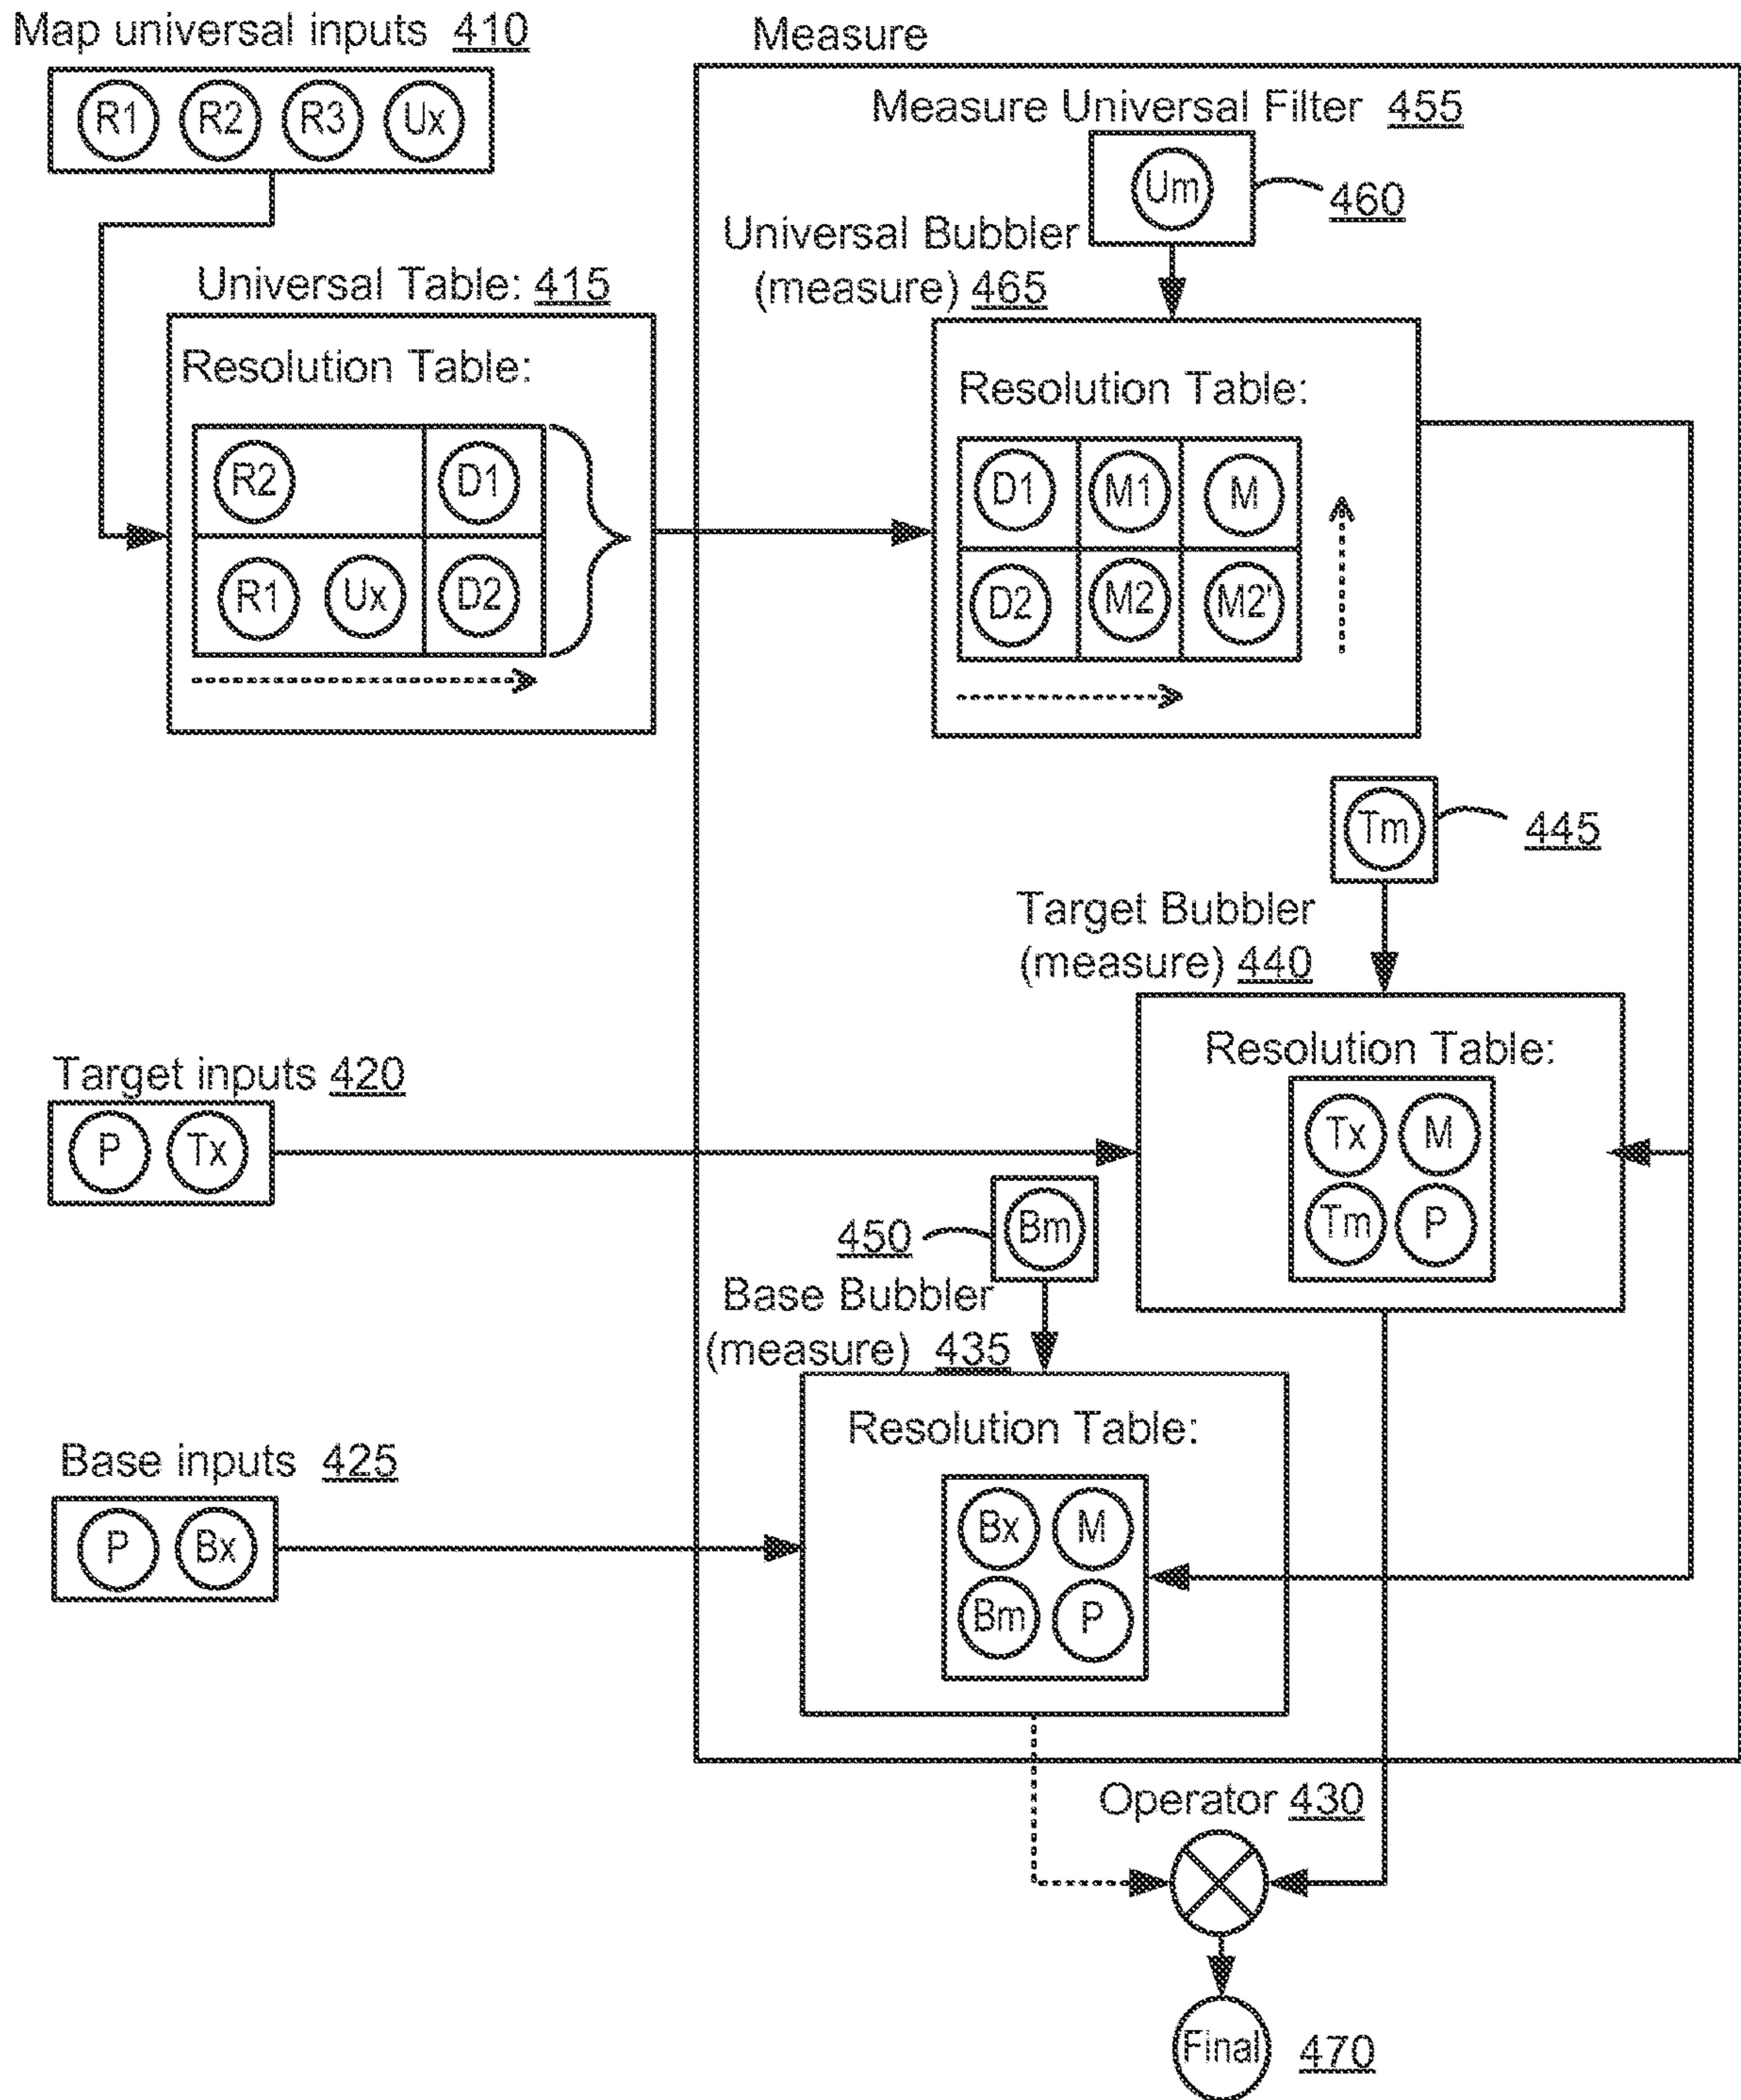 Map universal inputs 410
R1 R2 R3 Ux
Measure
Measure Universal Filter 455
Um
460
Universal Bubbler
(measure) 465
Universal Table: 415
Resolution Table:
R2 D1
R1 Ux D2
Resolution Table:
D1 M1 M
D2 M2 M2'
Tm
445
Target Bubbler
(measure) 440
Resolution Table:
Tx M
Tm P
Target inputs 420
P Tx
450
Bm
Base Bubbler
(measure) 435
Resolution Table:
Bx M
Bm P
Base inputs 425
P Bx
Operator 430
Final 470